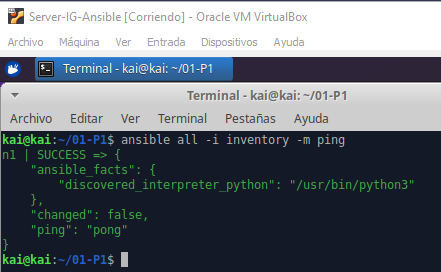 Server-IG-Ansible [Corriendo] - Oracle VM VirtualBox
Archivo Máquina Ver Entrada Dispositivos Ayuda
Terminal - kai@kai: ~/01-P1
Terminal - kai@kai: ~/01-P1
Archivo Editar Ver Terminal Pestañas Ayuda
kai@kai:~/01-P1$ ansible all -i inventory -m ping
n1 | SUCCESS => {
    "ansible_facts": {
        "discovered_interpreter_python": "/usr/bin/python3"
    },
    "changed": false,
    "ping": "pong"
}
kai@kai:~/01-P1$